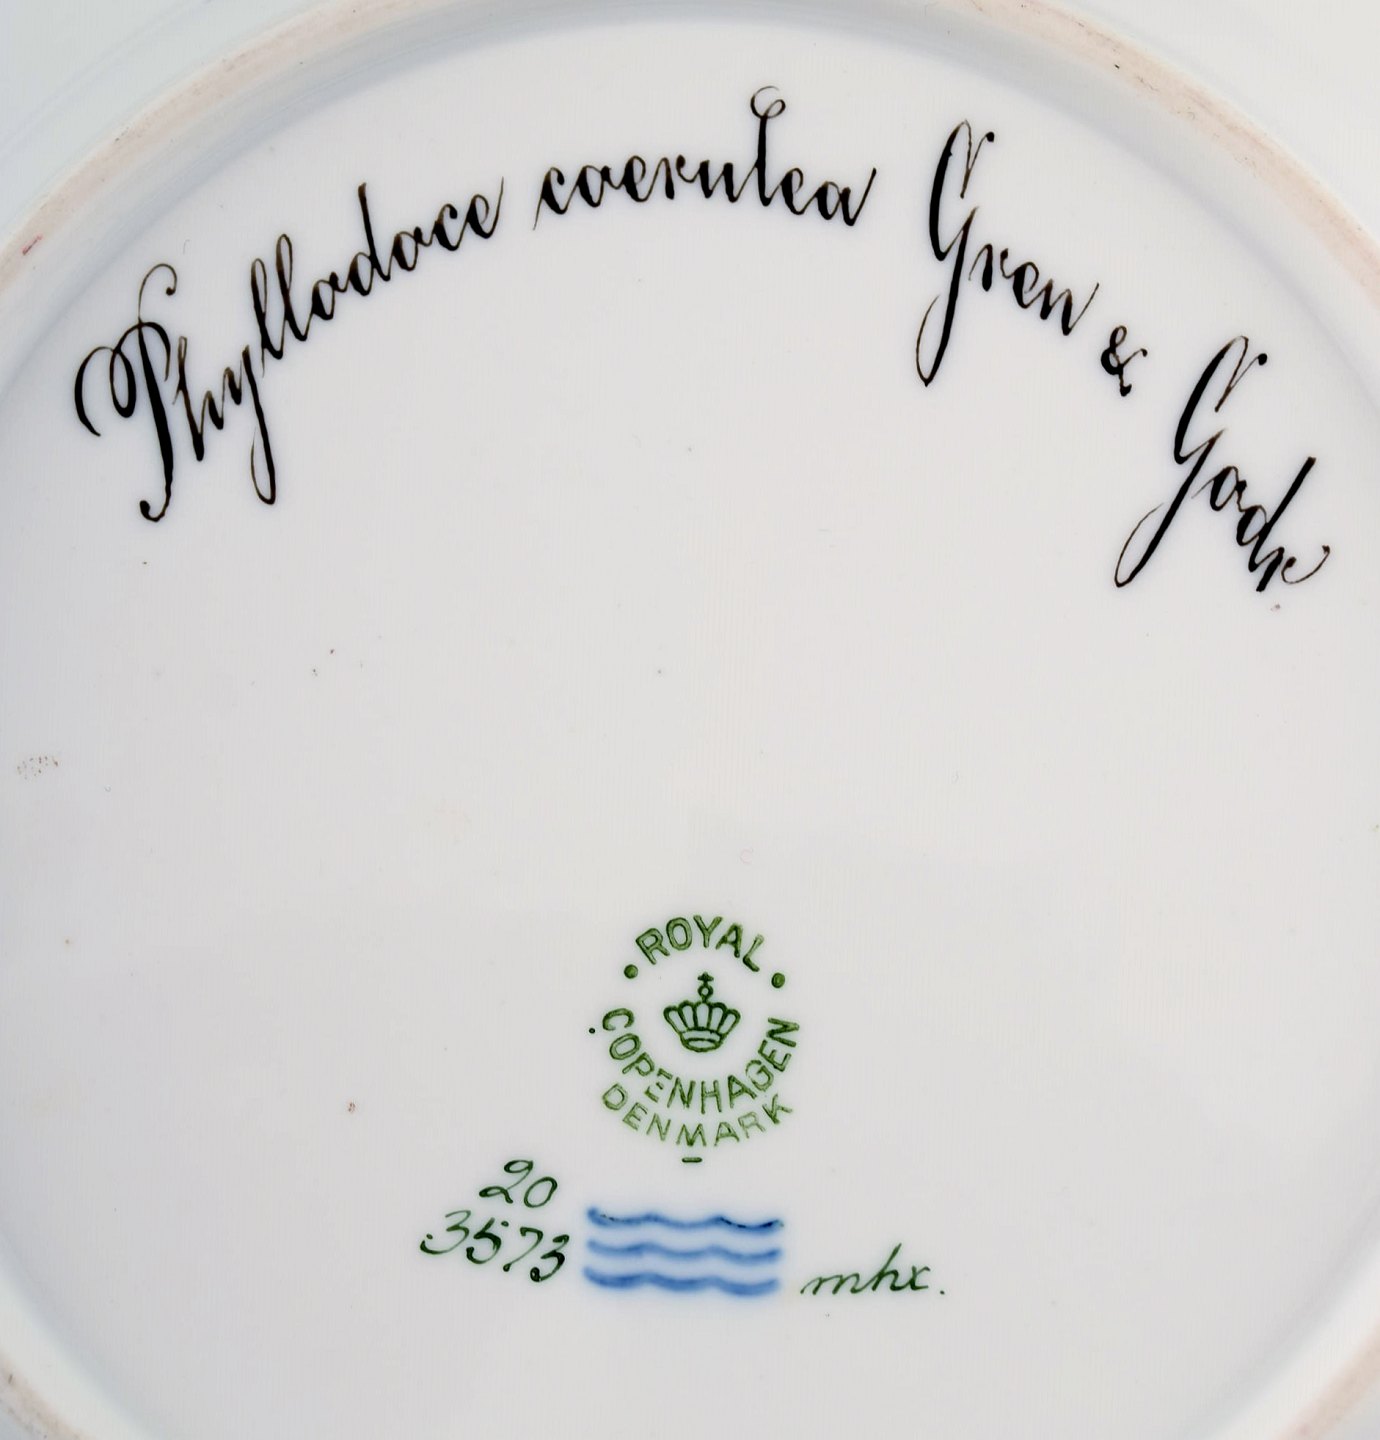 Phyllodoce coerulea Gren & Godr
ROYAL
COPENHAGEN
DENMARK
20
3573
mhx.